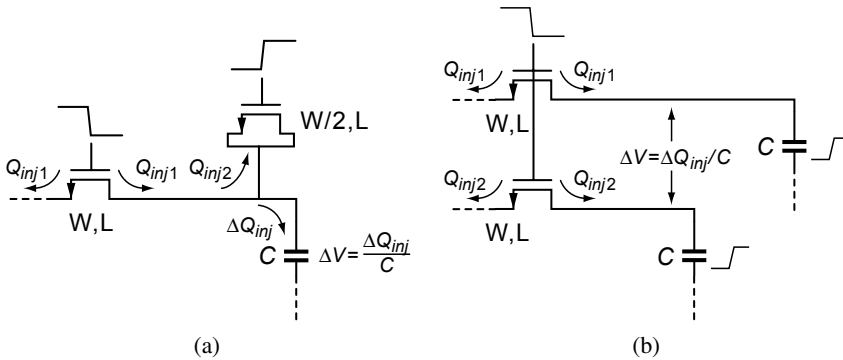 W/2,L
Qinj1
Qinj1
Qinj2
W,L
ΔQinj
C
ΔV=ΔQinj/C
(a)
Qinj1
Qinj1
W,L
C
ΔV=ΔQinj/C
Qinj2
Qinj2
W,L
C
(b)